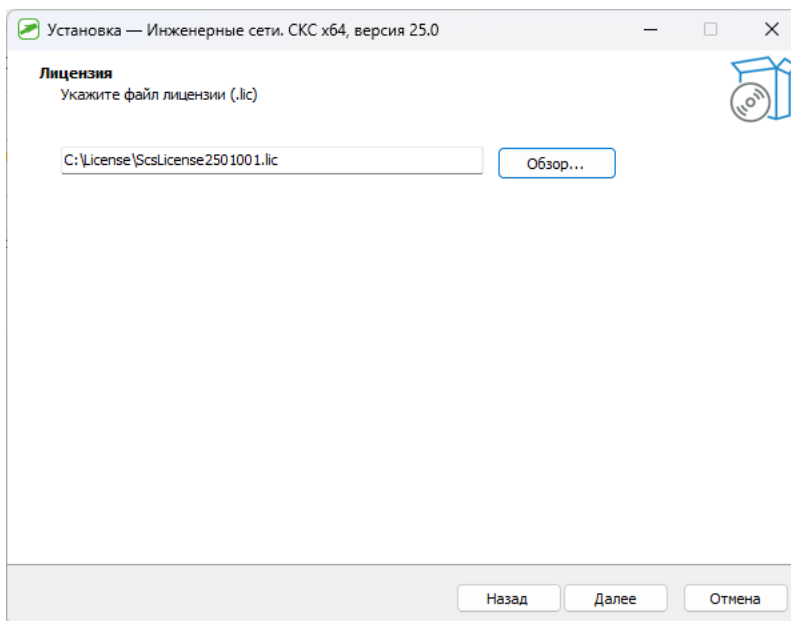 Установка — Инженерные сети. СКС x64, версия 25.0
Лицензия
Укажите файл лицензии (.lic)
C:\License\ScsLicense2501001.lic
Обзор...
Назад
Далее
Отмена